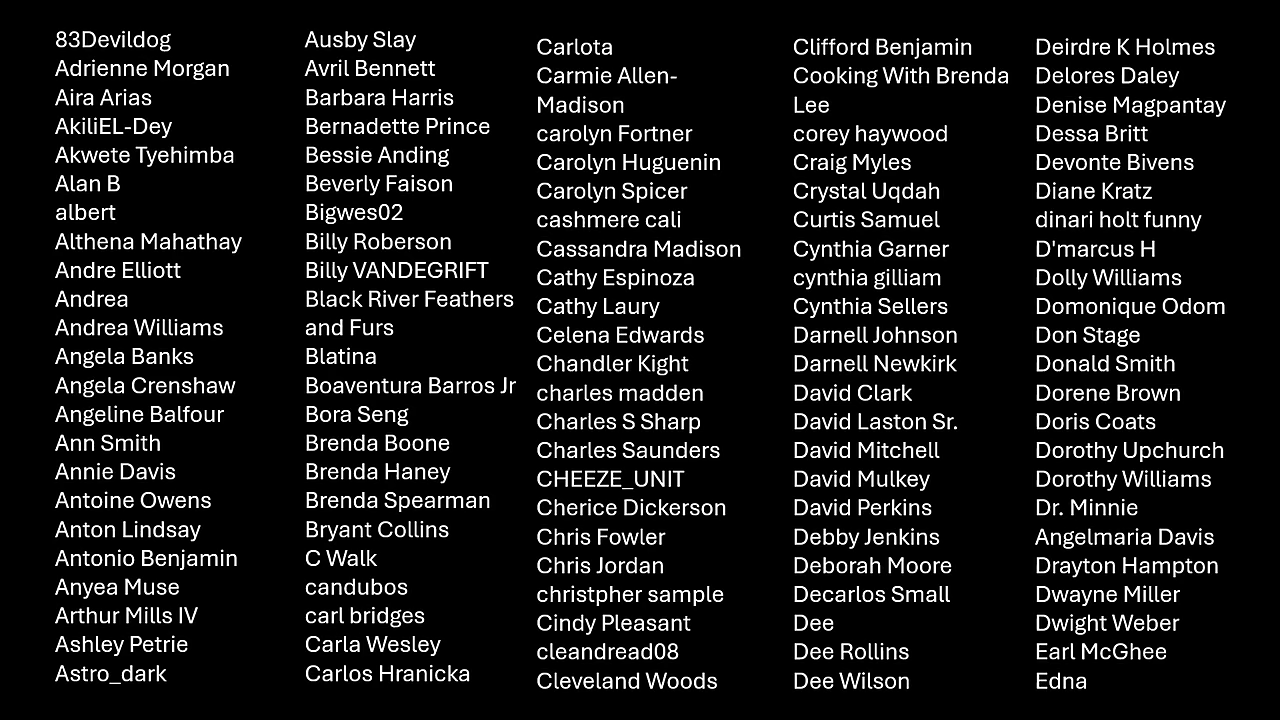 83Devildog
Adrienne Morgan
Aira Arias
AkiliEL-Dey
Akwete Tyehimba
Alan B
albert
Althena Mahathay
Andre Elliott
Andrea
Andrea Williams
Angela Banks
Angela Crenshaw
Angeline Balfour
Ann Smith
Annie Davis
Antoine Owens
Anton Lindsay
Antonio Benjamin
Anyea Muse
Arthur Mills IV
Ashley Petrie
Astro_dark
Ausby Slay
Avril Bennett
Barbara Harris
Bernadette Prince
Bessie Anding
Beverly Faison
Bigwes02
Billy Roberson
Billy VANDEGRIFT
Black River Feathers
and Furs
Blatina
Boaventura Barros Jr
Bora Seng
Brenda Boone
Brenda Haney
Brenda Spearman
Bryant Collins
C Walk
candubos
carl bridges
Carla Wesley
Carlos Hranicka
Carlota
Carmie Allen-
Madison
carolyn Fortner
Carolyn Huguenin
Carolyn Spicer
cashmere cali
Cassandra Madison
Cathy Espinoza
Cathy Laury
Celena Edwards
Chandler Kight
charles madden
Charles S Sharp
Charles Saunders
CHEEZE_UNIT
Cherice Dickerson
Chris Fowler
Chris Jordan
christpher sample
Cindy Pleasant
cleandread08
Cleveland Woods
Clifford Benjamin
Cooking With Brenda
Lee
corey haywood
Craig Myles
Crystal Uqdah
Curtis Samuel
Cynthia Garner
cynthia gilliam
Cynthia Sellers
Darnell Johnson
Darnell Newkirk
David Clark
David Laston Sr.
David Mitchell
David Mulkey
David Perkins
Debby Jenkins
Deborah Moore
Decarlos Small
Dee
Dee Rollins
Dee Wilson
Deirdre K Holmes
Delores Daley
Denise Magpantay
Dessa Britt
Devonte Bivens
Diane Kratz
dinari holt funny
D'marcus H
Dolly Williams
Domonique Odom
Don Stage
Donald Smith
Dorene Brown
Doris Coats
Dorothy Upchurch
Dorothy Williams
Dr. Minnie
Angelmaria Davis
Drayton Hampton
Dwayne Miller
Dwight Weber
Earl McGhee
Edna